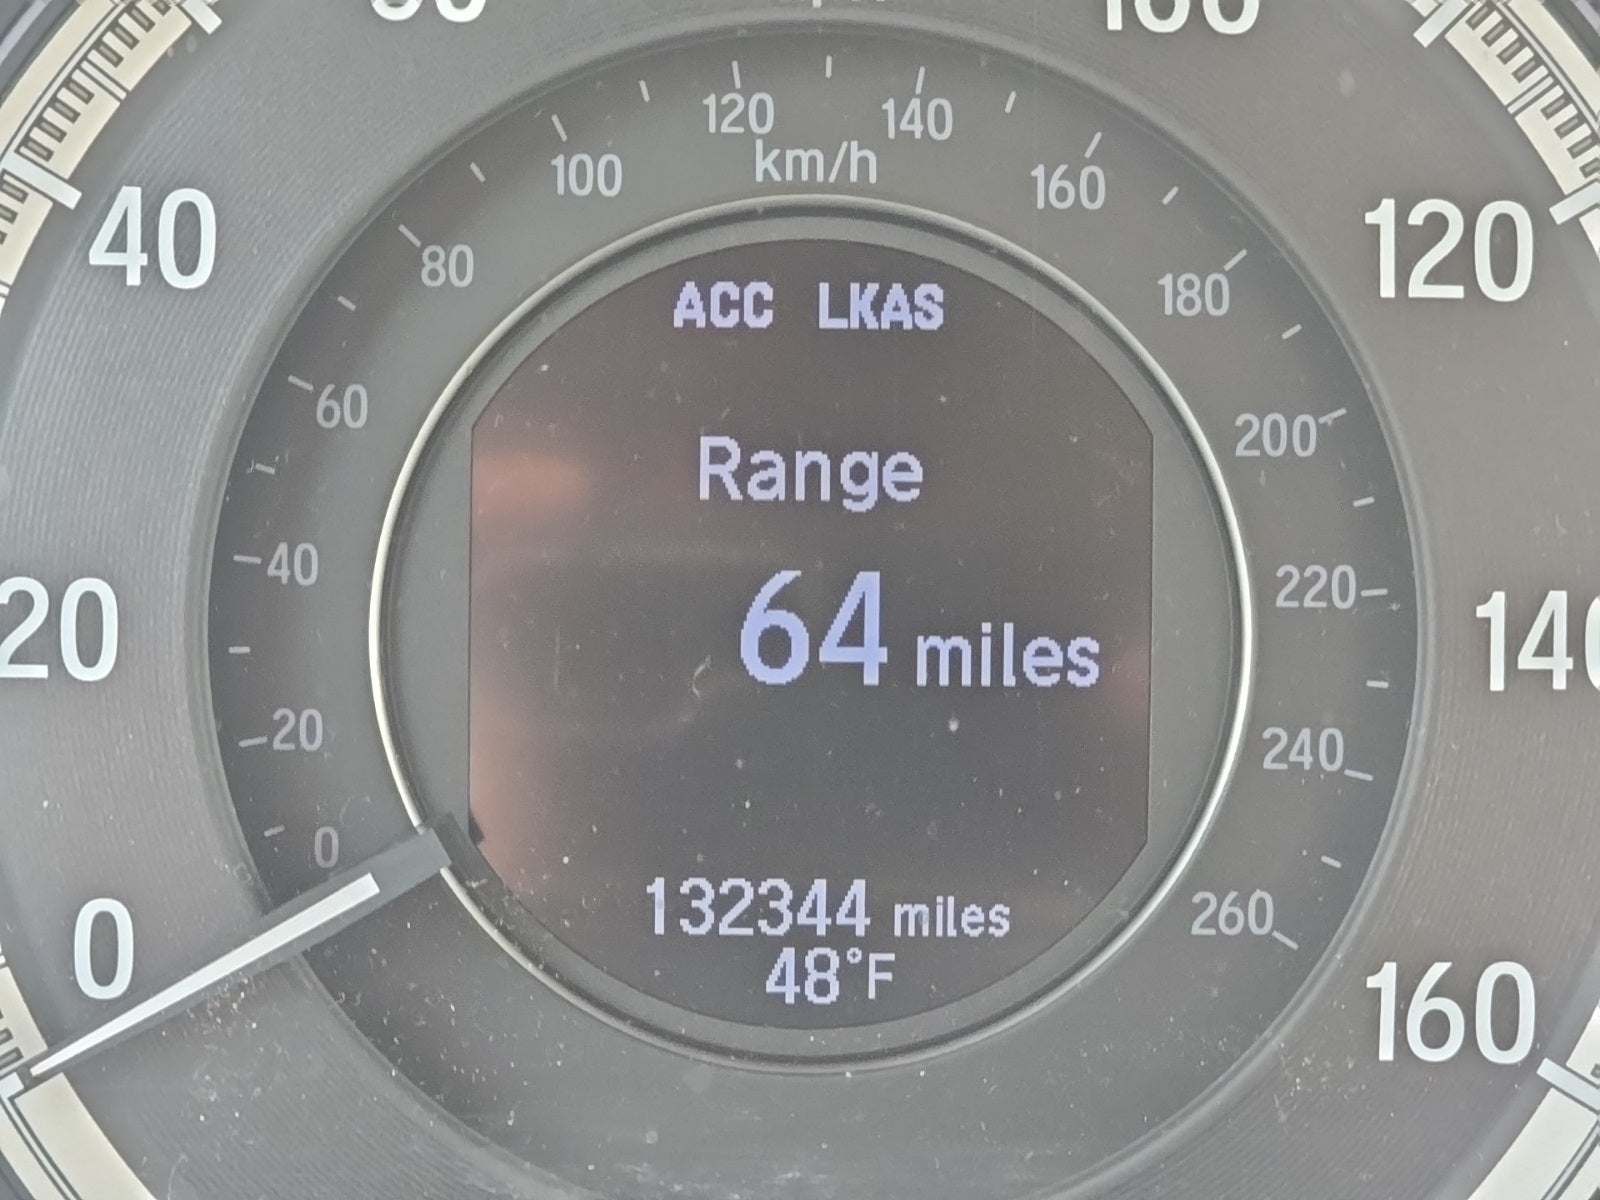 100 120 140 160
km/h
40 120
80 180
ACC LKAS
60 200
Range
40 220
20 64 miles
20 240
0 260
132344 miles
0 48°F 160